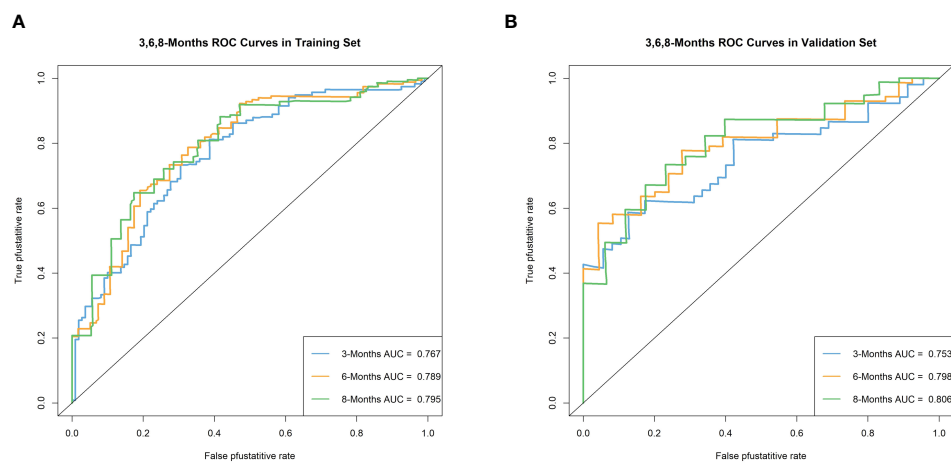 A
3,6,8-Months ROC Curves in Training Set
True pfustatitive rate
1.0
0.8
0.6
0.4
0.2
0.0
3-Months AUC = 0.767
6-Months AUC = 0.789
8-Months AUC = 0.795
0.0 0.2 0.4 0.6 0.8 1.0
False pfustatitive rate
B
3,6,8-Months ROC Curves in Validation Set
True pfustatitive rate
1.0
0.8
0.6
0.4
0.2
0.0
3-Months AUC = 0.753
6-Months AUC = 0.798
8-Months AUC = 0.806
0.0 0.2 0.4 0.6 0.8 1.0
False pfustatitive rate